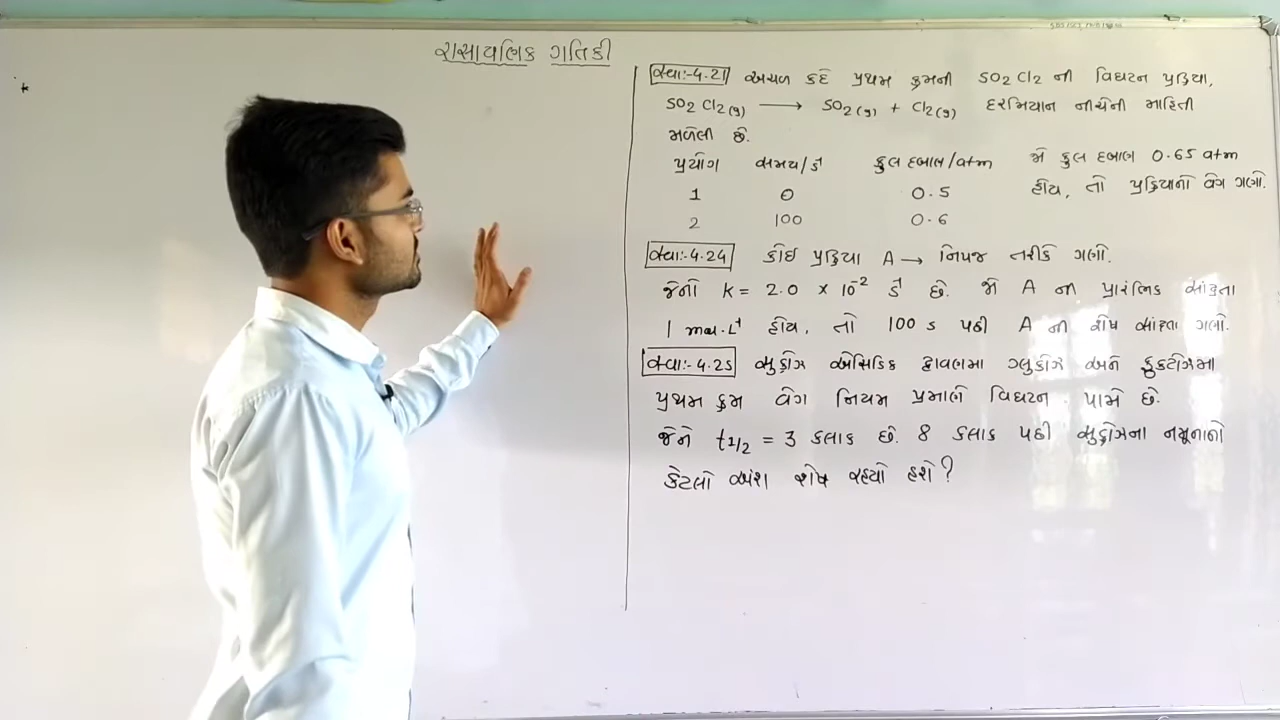 રાસાયણિક ગતિકી
સ્વા:-4.21 અચળ કદે પ્રથમ ક્રમની SO2Cl2 ની વિઘટન પ્રક્રિયા,
SO2Cl2(g) ⟶ SO2(g) + Cl2(g) દરમિયાન નીચેની માહિતી
મળેલી છે.
પ્રયોગ સમય/s⁻¹ કુલ દબાણ/atm જો કુલ દબાણ 0.65 atm
1 0 0.5 હોય, તો પ્રક્રિયાનો વેગ ગણો.
2 100 0.6
સ્વા:-4.24 કોઈ પ્રક્રિયા A → નિપજ તરીકે ગણો.
જેનો K = 2.0 × 10⁻² s⁻¹ છે. જો A ની પ્રારંભિક સાંદ્રતા
1 mol.L⁻¹ હોય, તો 100 s પછી A ની શેષ સાંદ્રતા ગણો.
સ્વા:-4.25 સુક્રોઝ એસિડિક દ્રાવણમા ગ્લુકોઝ અને ફ્રુક્ટોઝમા
પ્રથમ ક્રમ વેગ નિયમ પ્રમાણે વિઘટન પામે છે.
જેને t1/2 = 3 કલાક છે. 8 કલાક પછી સુક્રોઝના નમૂનાનો
કેટલો અંશ શેષ રહ્યો હશે?